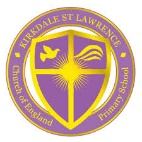 KIRKDALE ST LAWRENCE
Church of England
Primary School